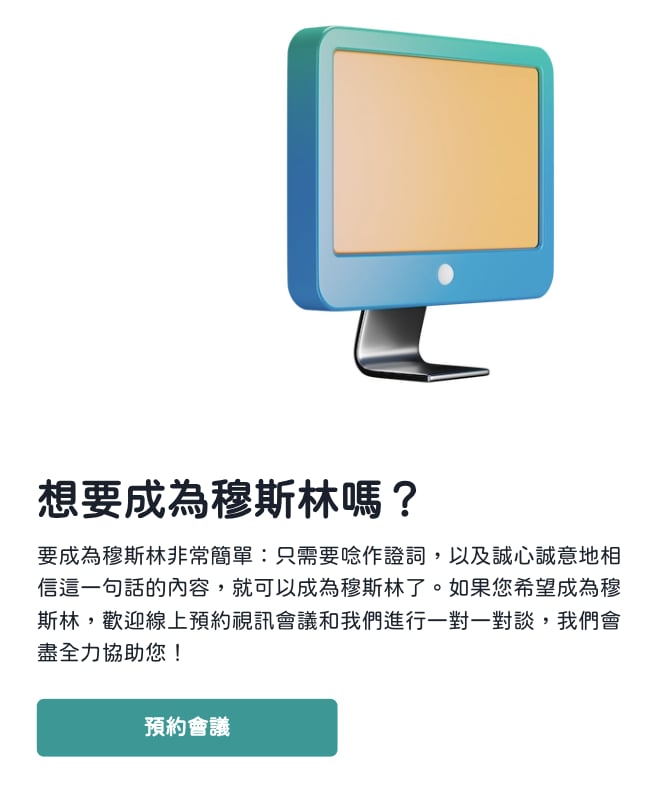 想要成為穆斯林嗎？
要成為穆斯林非常簡單：只需要唸作證詞，以及誠心誠意地相
信這一句話的內容，就可以成為穆斯林了。如果您希望成為穆
斯林，歡迎線上預約視訊會議和我們進行一對一對談，我們會
盡全力協助您！
預約會議